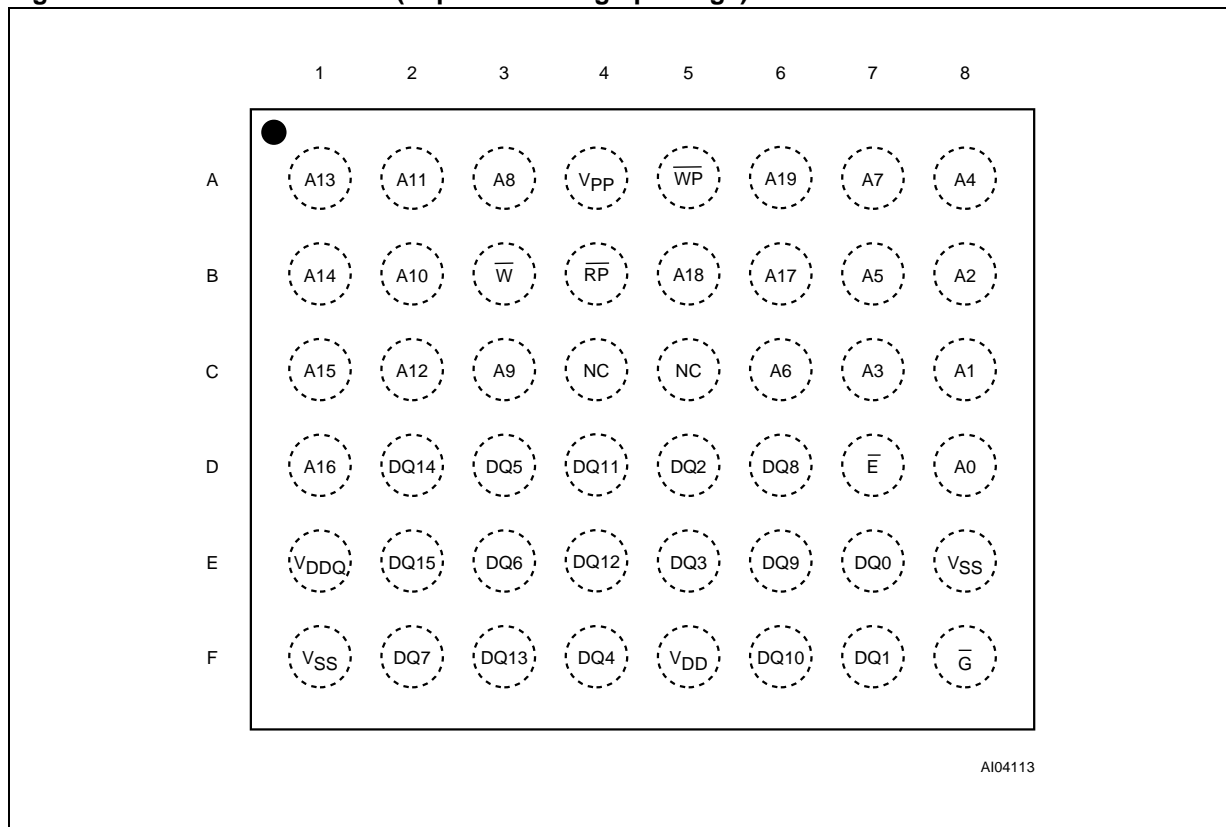 1 2 3 4 5 6 7 8
A A13 A11 A8 VPP W̅P̅ A19 A7 A4
B A14 A10 W̅ R̅P̅ A18 A17 A5 A2
C A15 A12 A9 NC NC A6 A3 A1
D A16 DQ14 DQ5 DQ11 DQ2 DQ8 E̅ A0
E VDDQ DQ15 DQ6 DQ12 DQ3 DQ9 DQ0 VSS
F VSS DQ7 DQ13 DQ4 VDD DQ10 DQ1 G̅
AI04113